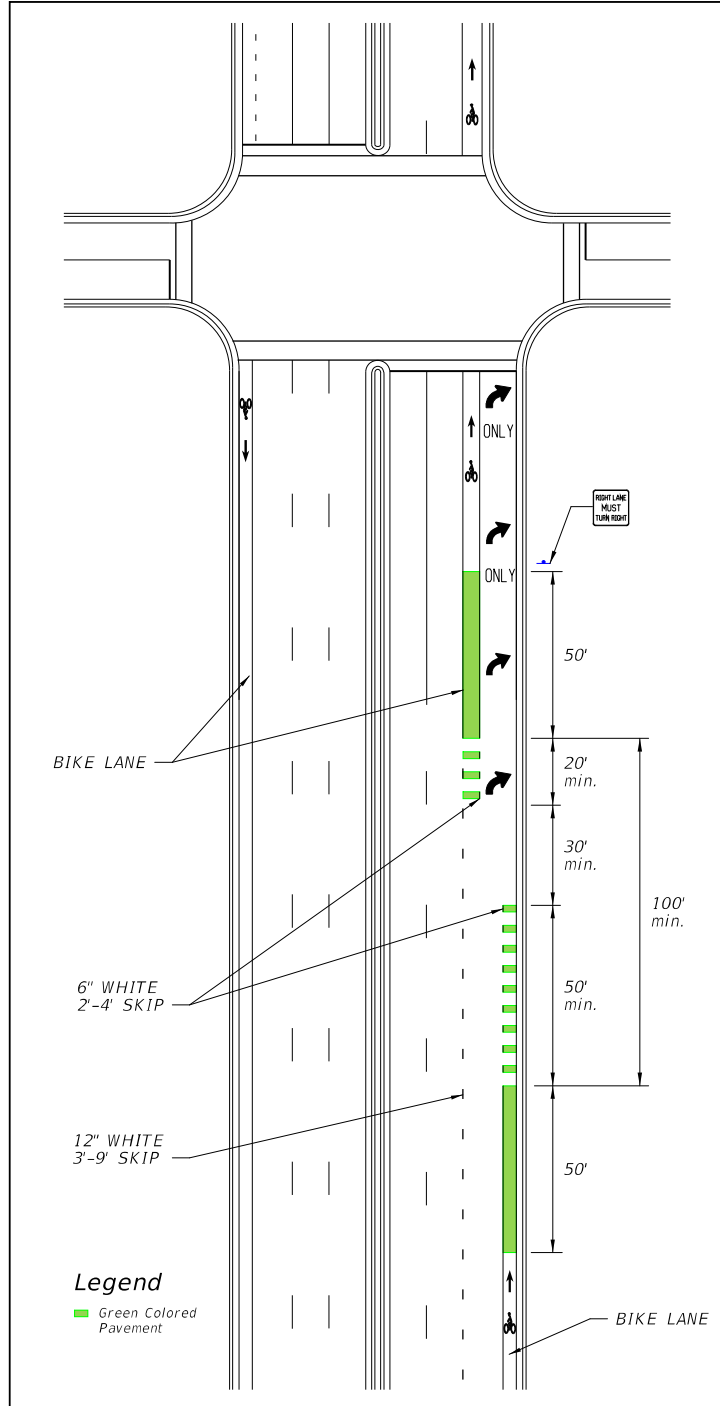 ONLY
RIGHT LANE
MUST
TURN RIGHT
ONLY
50'
BIKE LANE
20'
min.
30'
min.
100'
min.
6" WHITE
2'-4' SKIP
50'
min.
12" WHITE
3'-9' SKIP
50'
Legend
Green Colored
Pavement
BIKE LANE